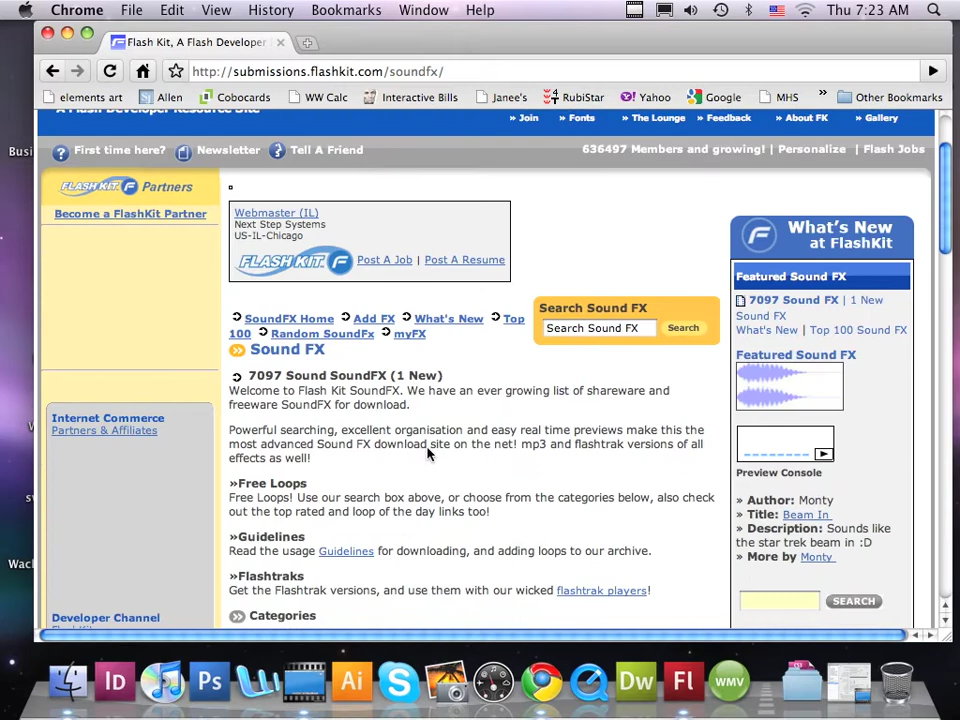 Chrome File Edit View History Bookmarks Window Help Thu 7:23 AM
Flash Kit, A Flash Developer
http://submissions.flashkit.com/soundfx/
elements art Allen Cobocards WW Calc Interactive Bills Janee's RubiStar Yahoo Google MHS » Other Bookmarks
» Join » Fonts » The Lounge » Feedback » About FK » Gallery
First time here? Newsletter Tell A Friend 636497 Members and growing! | Personalize | Flash Jobs
FLASH KIT Partners
Become a FlashKit Partner
Webmaster (IL)
Next Step Systems
US-IL-Chicago
FLASH KIT Post A Job | Post A Resume
What's New
at FlashKit
Featured Sound FX
7097 Sound FX | 1 New
Sound FX
What's New | Top 100 Sound FX
Featured Sound FX
Preview Console
» Author: Monty
» Title: Beam In
» Description: Sounds like
the star trek beam in :D
» More by Monty
SEARCH
SoundFX Home Add FX What's New Top
100 Random SoundFx myFX
Search Sound FX
Search Sound FX Search
Sound FX
7097 Sound SoundFX (1 New)
Welcome to Flash Kit SoundFX. We have an ever growing list of shareware and
freeware SoundFX for download.
Powerful searching, excellent organisation and easy real time previews make this the
most advanced Sound FX download site on the net! mp3 and flashtrak versions of all
effects as well!
»Free Loops
Free Loops! Use our search box above, or choose from the categories below, also check
out the top rated and loop of the day links too!
»Guidelines
Read the usage Guidelines for downloading, and adding loops to our archive.
»Flashtraks
Get the Flashtrak versions, and use them with our wicked flashtrak players!
Categories
Internet Commerce
Partners & Affiliates
Developer Channel
Busi
Id Ps Ai Dw Fl WMV